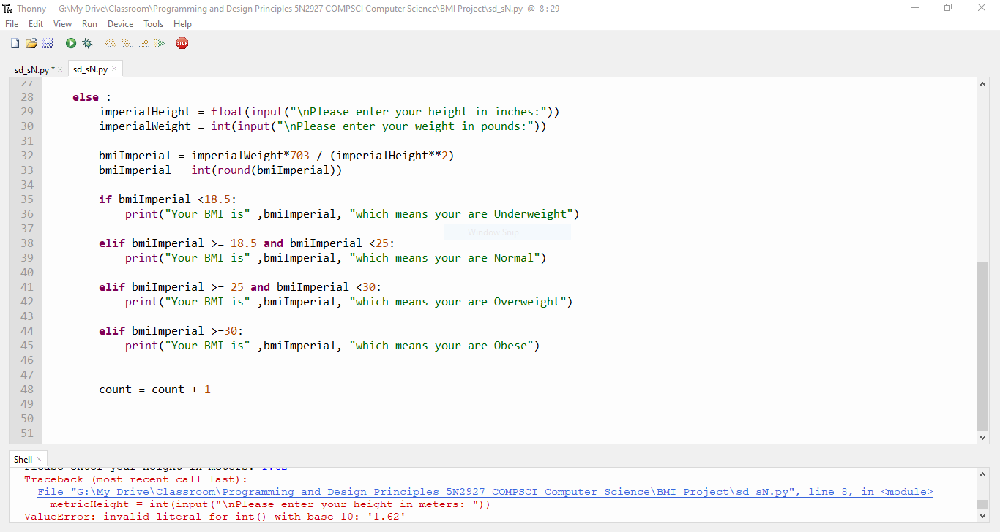 Thonny - G:\My Drive\Classroom\Programming and Design Principles 5N2927 COMPSCI Computer Science\BMI Project\sd_sN.py @ 8 : 29
File Edit View Run Device Tools Help
STOP
sd_sN.py * × sd_sN.py ×
27
28 else :
29 imperialHeight = float(input("\nPlease enter your height in inches:"))
30 imperialWeight = int(input("\nPlease enter your weight in pounds:"))
31
32 bmiImperial = imperialWeight*703 / (imperialHeight**2)
33 bmiImperial = int(round(bmiImperial))
34
35 if bmiImperial <18.5:
36 print("Your BMI is" ,bmiImperial, "which means your are Underweight")
37 Window Snip
38 elif bmiImperial >= 18.5 and bmiImperial <25:
39 print("Your BMI is" ,bmiImperial, "which means your are Normal")
40
41 elif bmiImperial >= 25 and bmiImperial <30:
42 print("Your BMI is" ,bmiImperial, "which means your are Overweight")
43
44 elif bmiImperial >=30:
45 print("Your BMI is" ,bmiImperial, "which means your are Obese")
46
47
48 count = count + 1
49
50
51
Shell ×
Please enter your height in meters: 1.62
Traceback (most recent call last):
File "G:\My Drive\Classroom\Programming and Design Principles 5N2927 COMPSCI Computer Science\BMI Project\sd_sN.py", line 8, in <module>
metricHeight = int(input("\nPlease enter your height in meters: "))
ValueError: invalid literal for int() with base 10: '1.62'